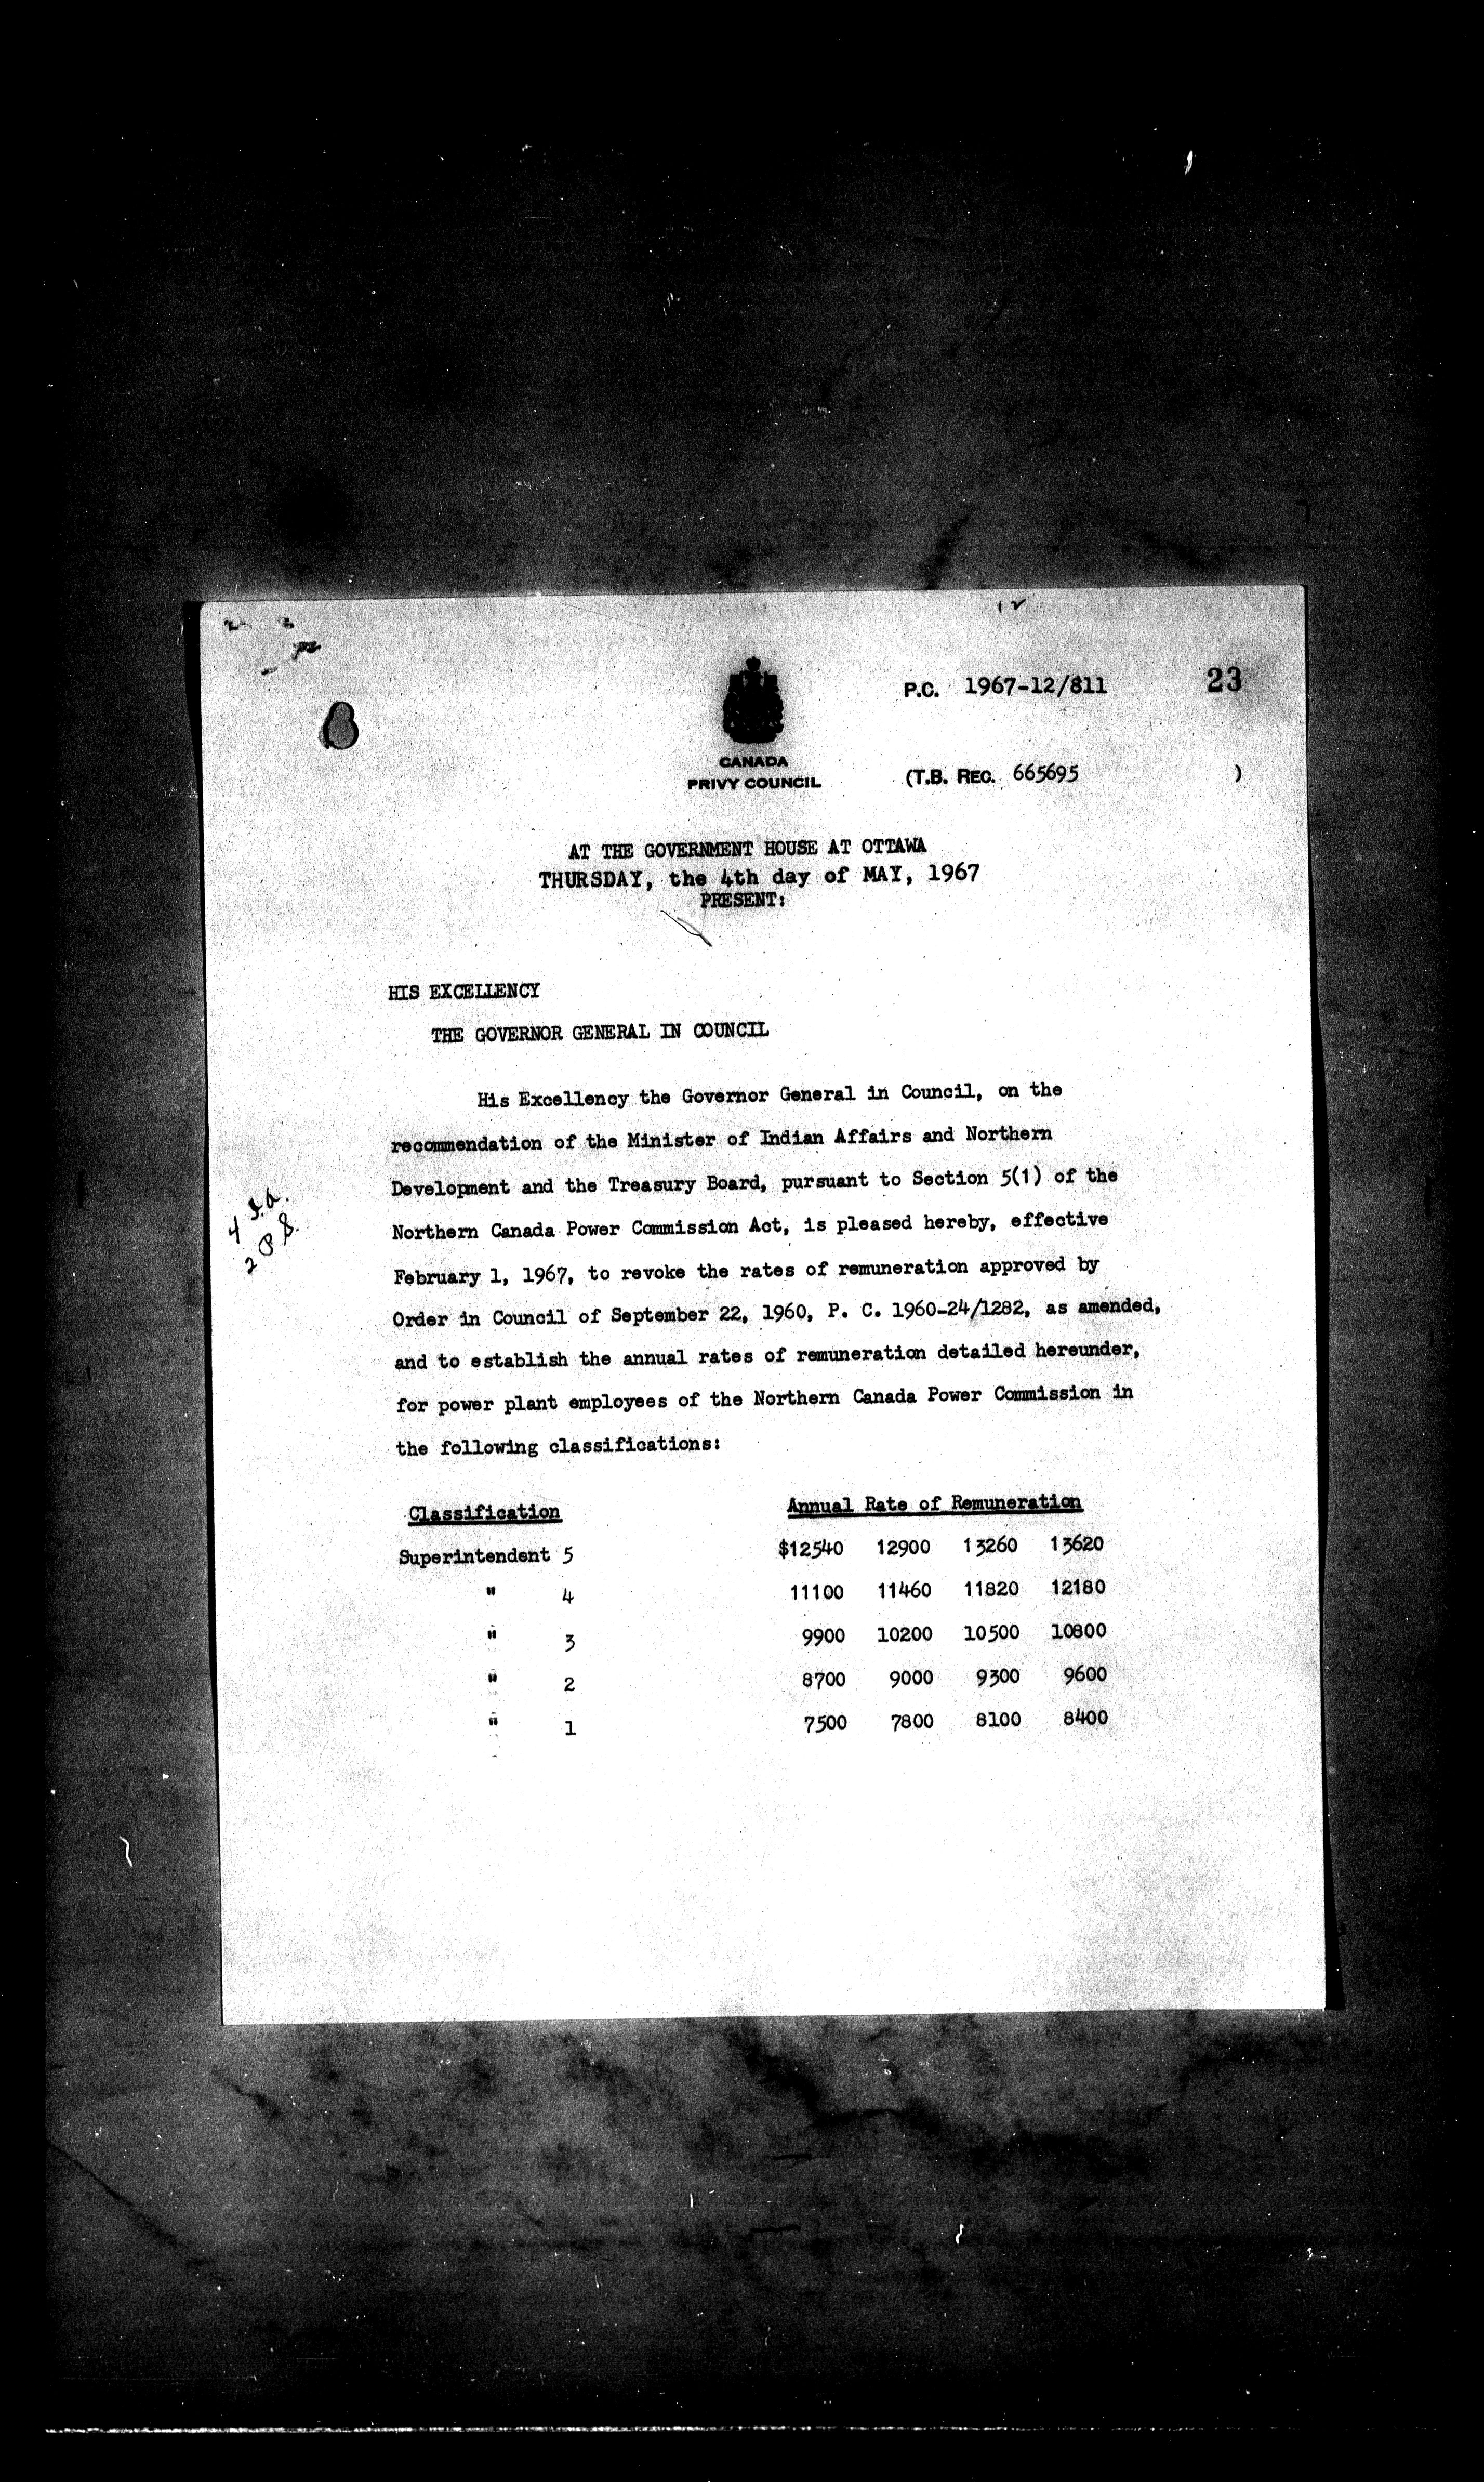 P.C. 1967-12/811 23
CANADA
PRIVY COUNCIL
(T.B. REC. 665695 )
AT THE GOVERNMENT HOUSE AT OTTAWA
THURSDAY, the 4th day of MAY, 1967
PRESENT:
HIS EXCELLENCY
THE GOVERNOR GENERAL IN COUNCIL
His Excellency the Governor General in Council, on the
recommendation of the Minister of Indian Affairs and Northern
Development and the Treasury Board, pursuant to Section 5(1) of the
Northern Canada Power Commission Act, is pleased hereby, effective
February 1, 1967, to revoke the rates of remuneration approved by
Order in Council of September 22, 1960, P. C. 1960-24/1282, as amended,
and to establish the annual rates of remuneration detailed hereunder,
for power plant employees of the Northern Canada Power Commission in
the following classifications:
Classification Annual Rate of Remuneration
Superintendent 5 $12540 12900 13260 13620
" 4 11100 11460 11820 12180
" 3 9900 10200 10500 10800
" 2 8700 9000 9300 9600
" 1 7500 7800 8100 8400